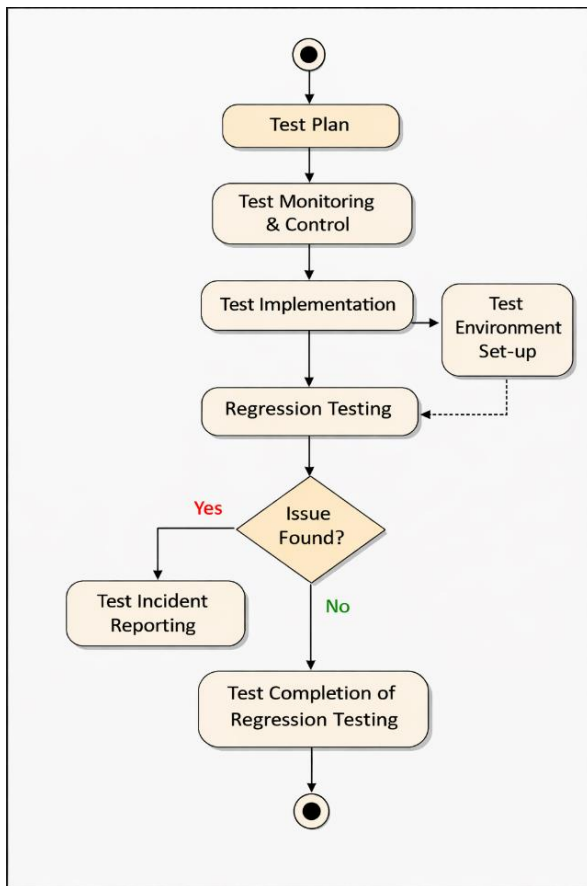 Test Plan
Test Monitoring
& Control
Test Implementation
Test
Environment
Set-up
Regression Testing
Issue
Found?
Yes
Test Incident
Reporting
No
Test Completion of
Regression Testing